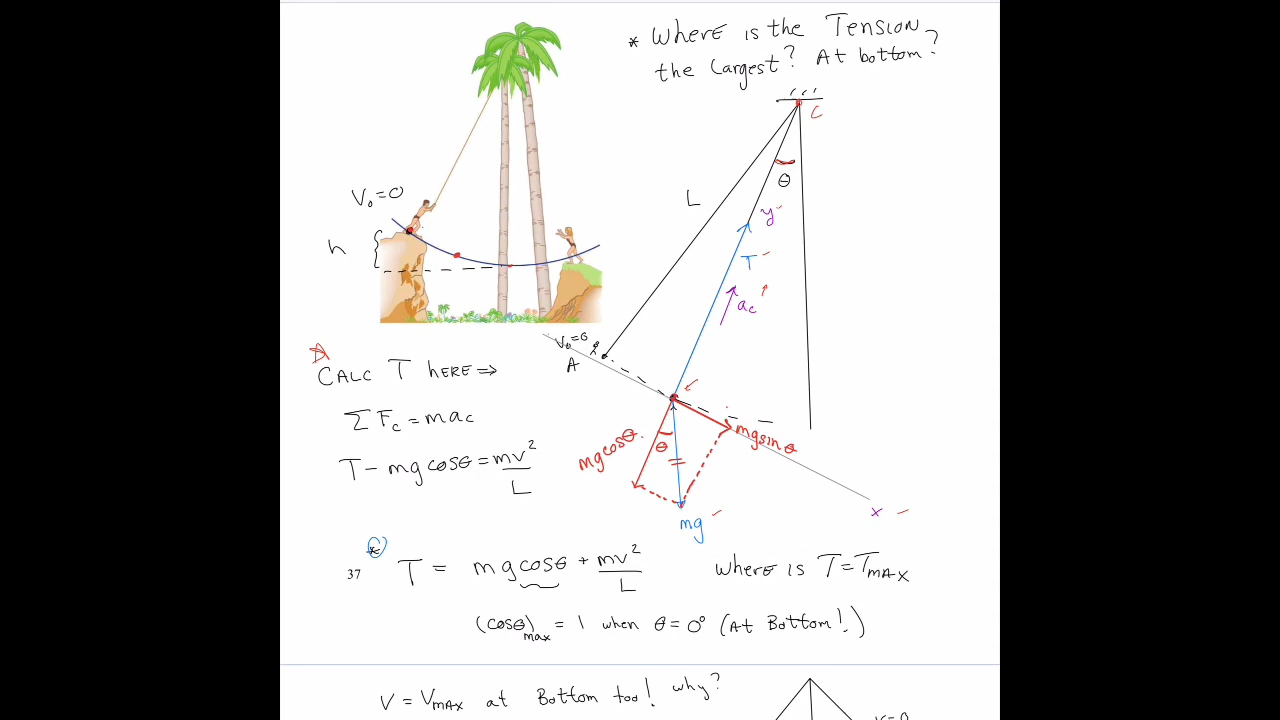 * Where is the Tension
the Largest? At bottom?
C
θ
L
y
T
ac
V₀=0
h
V₀=0
A
CALC T here ⇒
ΣFc = mac
T - mg cosθ = mv²/L
mg cosθ
θ
mg sinθ
mg
x
37
* T = mg cosθ + mv²/L
where is T = TMAX
(cosθ)max = 1 when θ = 0° (At Bottom!)
V = VMAX at Bottom too! why?